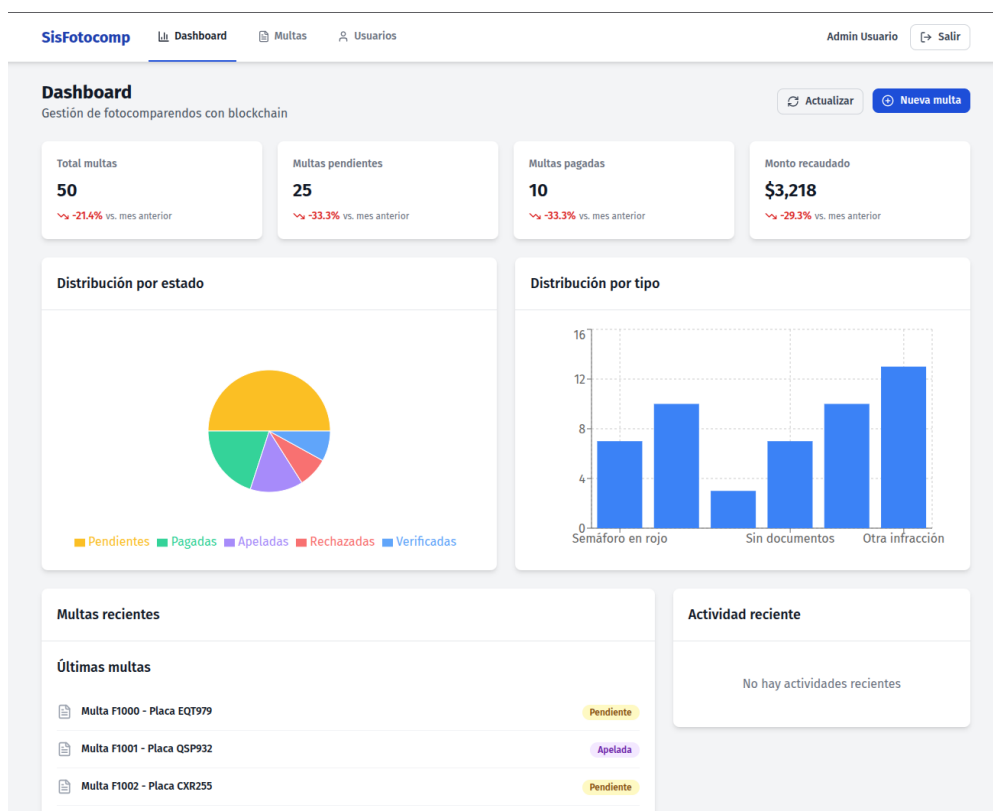 SisFotocomp Dashboard Multas Usuarios Admin Usuario Salir
Dashboard
Gestión de fotocomparendos con blockchain
Actualizar Nueva multa
Total multas
50
-21.4% vs. mes anterior
Multas pendientes
25
-33.3% vs. mes anterior
Multas pagadas
10
-33.3% vs. mes anterior
Monto recaudado
$3,218
-29.3% vs. mes anterior
Distribución por estado
Pendientes Pagadas Apeladas Rechazadas Verificadas
Distribución por tipo
16
12
8
4
0
Semáforo en rojo Sin documentos Otra infracción
Multas recientes
Últimas multas
Multa F1000 - Placa EQT979 Pendiente
Multa F1001 - Placa QSP932 Apelada
Multa F1002 - Placa CXR255 Pendiente
Actividad reciente
No hay actividades recientes